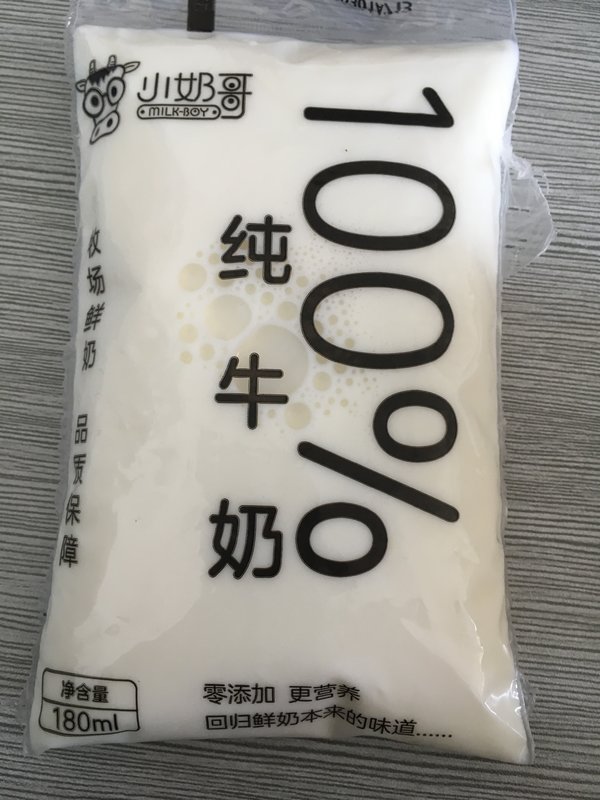 小奶哥
MILK-BOY
100%
纯牛奶
牧场鲜奶 品质保障
净含量
180ml
零添加 更营养
回归鲜奶本来的味道......